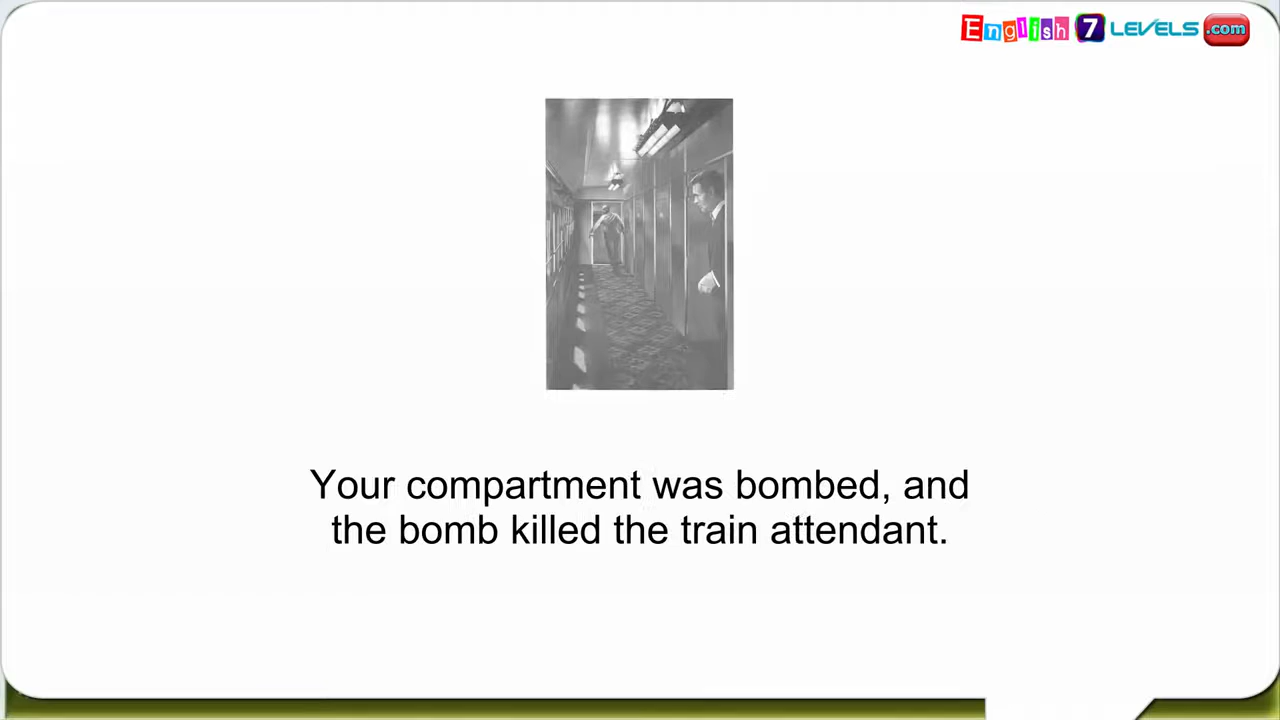 English 7 LEVELS .com
Your compartment was bombed, and
the bomb killed the train attendant.